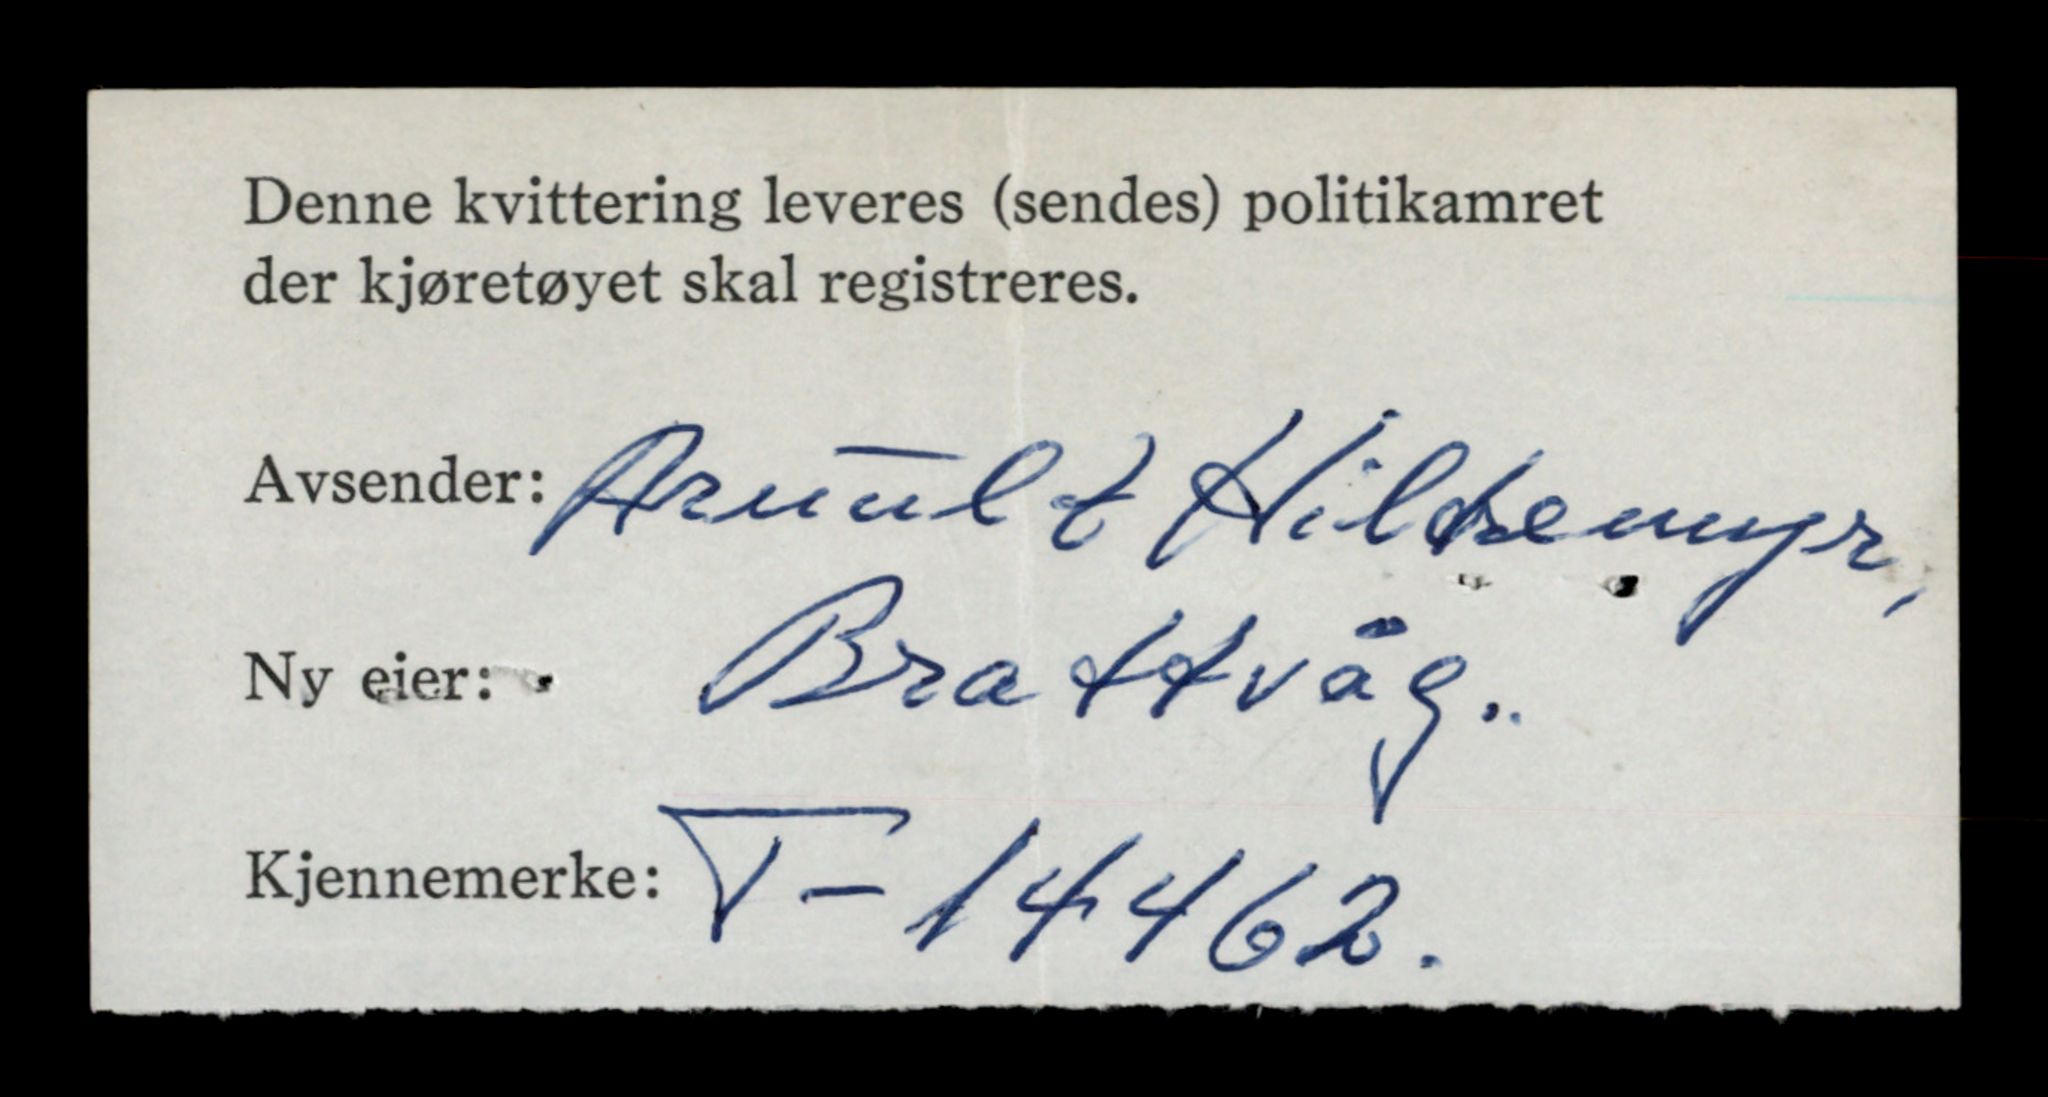 Denne kvittering leveres (sendes) politikamret
der kjøretøyet skal registreres.
Avsender: Arnulf Hildremyr,
Ny eier: Brattvåg.
Kjennemerke: T-14462.